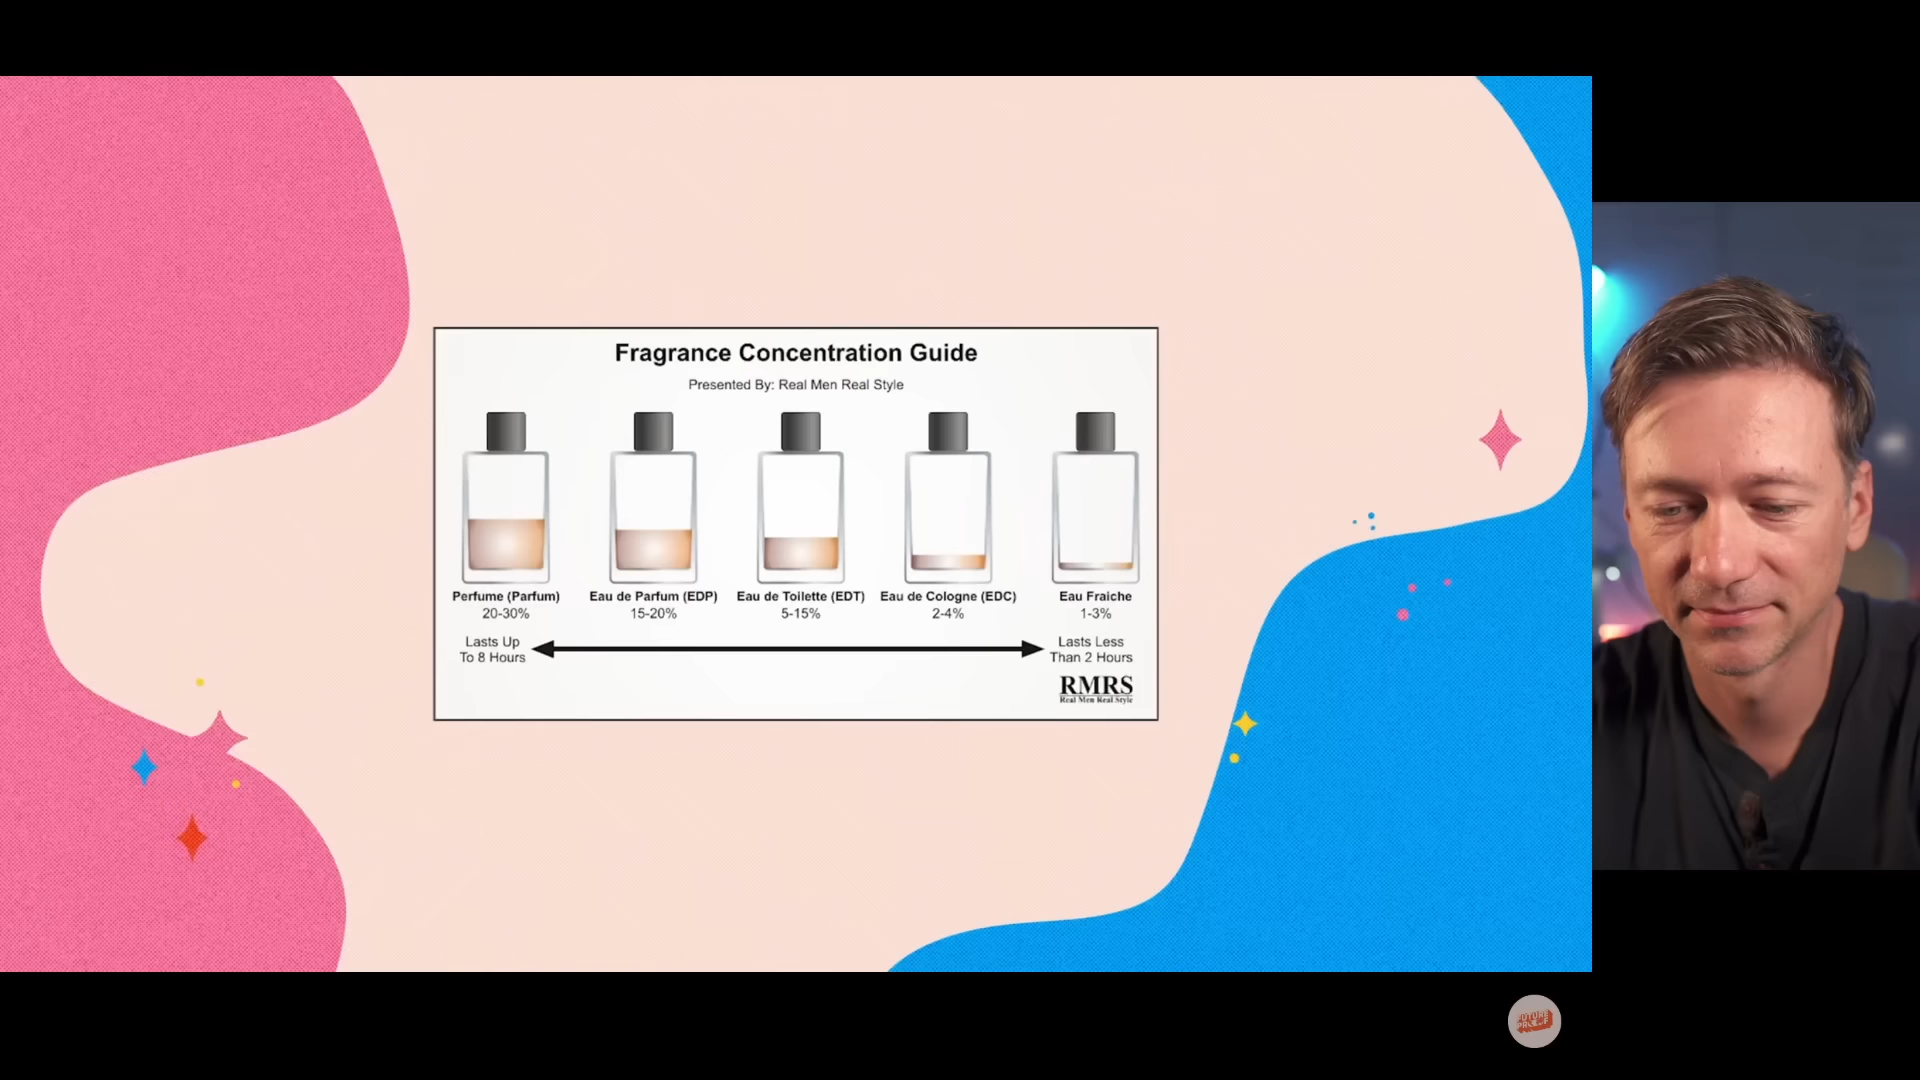 Fragrance Concentration Guide
Presented By: Real Men Real Style
Perfume (Parfum)
20-30%
Eau de Parfum (EDP)
15-20%
Eau de Toilette (EDT)
5-15%
Eau de Cologne (EDC)
2-4%
Eau Fraiche
1-3%
Lasts Up
To 8 Hours
Lasts Less
Than 2 Hours
RMRS
Real Men Real Style
FUTURE
PROOF